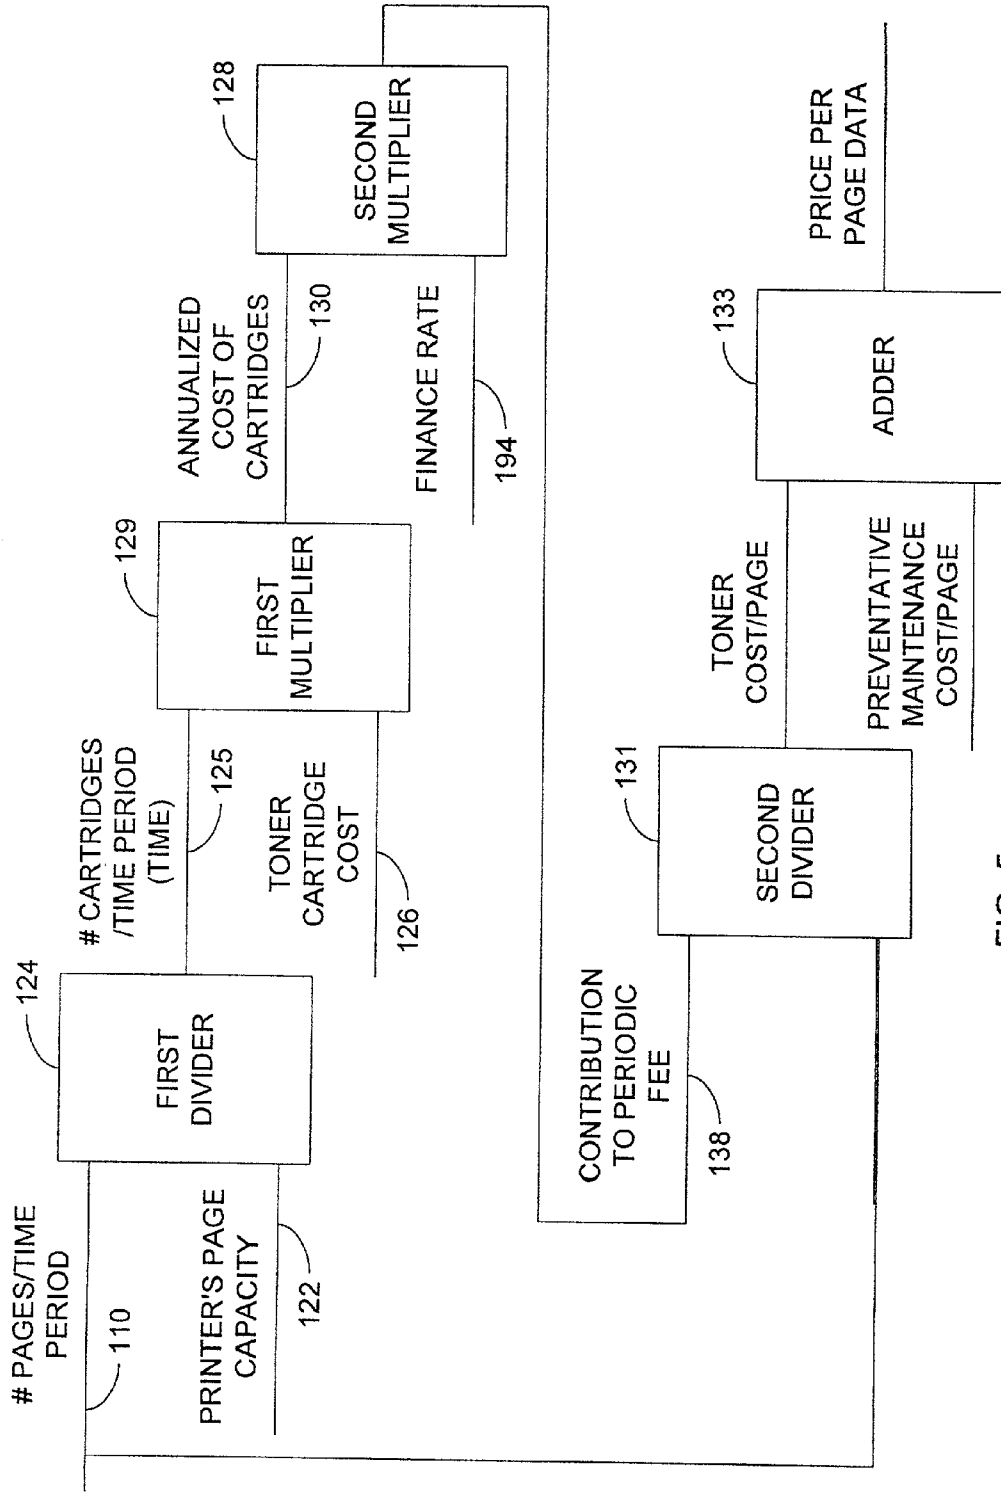 # PAGES/TIME
PERIOD
110
PRINTER'S PAGE
CAPACITY
122
124
FIRST
DIVIDER
# CARTRIDGES
/TIME PERIOD
(TIME)
125
TONER
CARTRIDGE
COST
126
129
FIRST
MULTIPLIER
ANNUALIZED
COST OF
CARTRIDGES
130
FINANCE RATE
194
128
SECOND
MULTIPLIER
CONTRIBUTION
TO PERIODIC
FEE
138
131
SECOND
DIVIDER
TONER
COST/PAGE
PREVENTATIVE
MAINTENANCE
COST/PAGE
133
ADDER
PRICE PER
PAGE DATA